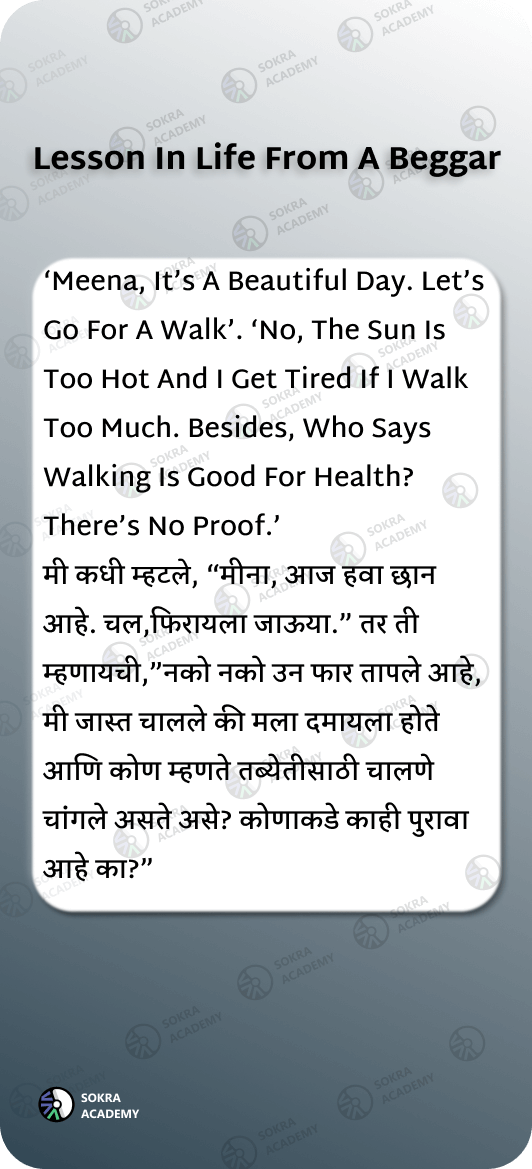 Lesson In Life From A Beggar
‘Meena, It’s A Beautiful Day. Let’s
Go For A Walk’. ‘No, The Sun Is
Too Hot And I Get Tired If I Walk
Too Much. Besides, Who Says
Walking Is Good For Health?
There’s No Proof.’
मी कधी म्हटले, “मीना, आज हवा छान
आहे. चल,फिरायला जाऊया.” तर ती
म्हणायची,”नको नको उन फार तापले आहे,
मी जास्त चालले की मला दमायला होते
आणि कोण म्हणते तब्येतीसाठी चालणे
चांगले असते असे? कोणाकडे काही पुरावा
आहे का?”
SOKRA
ACADEMY